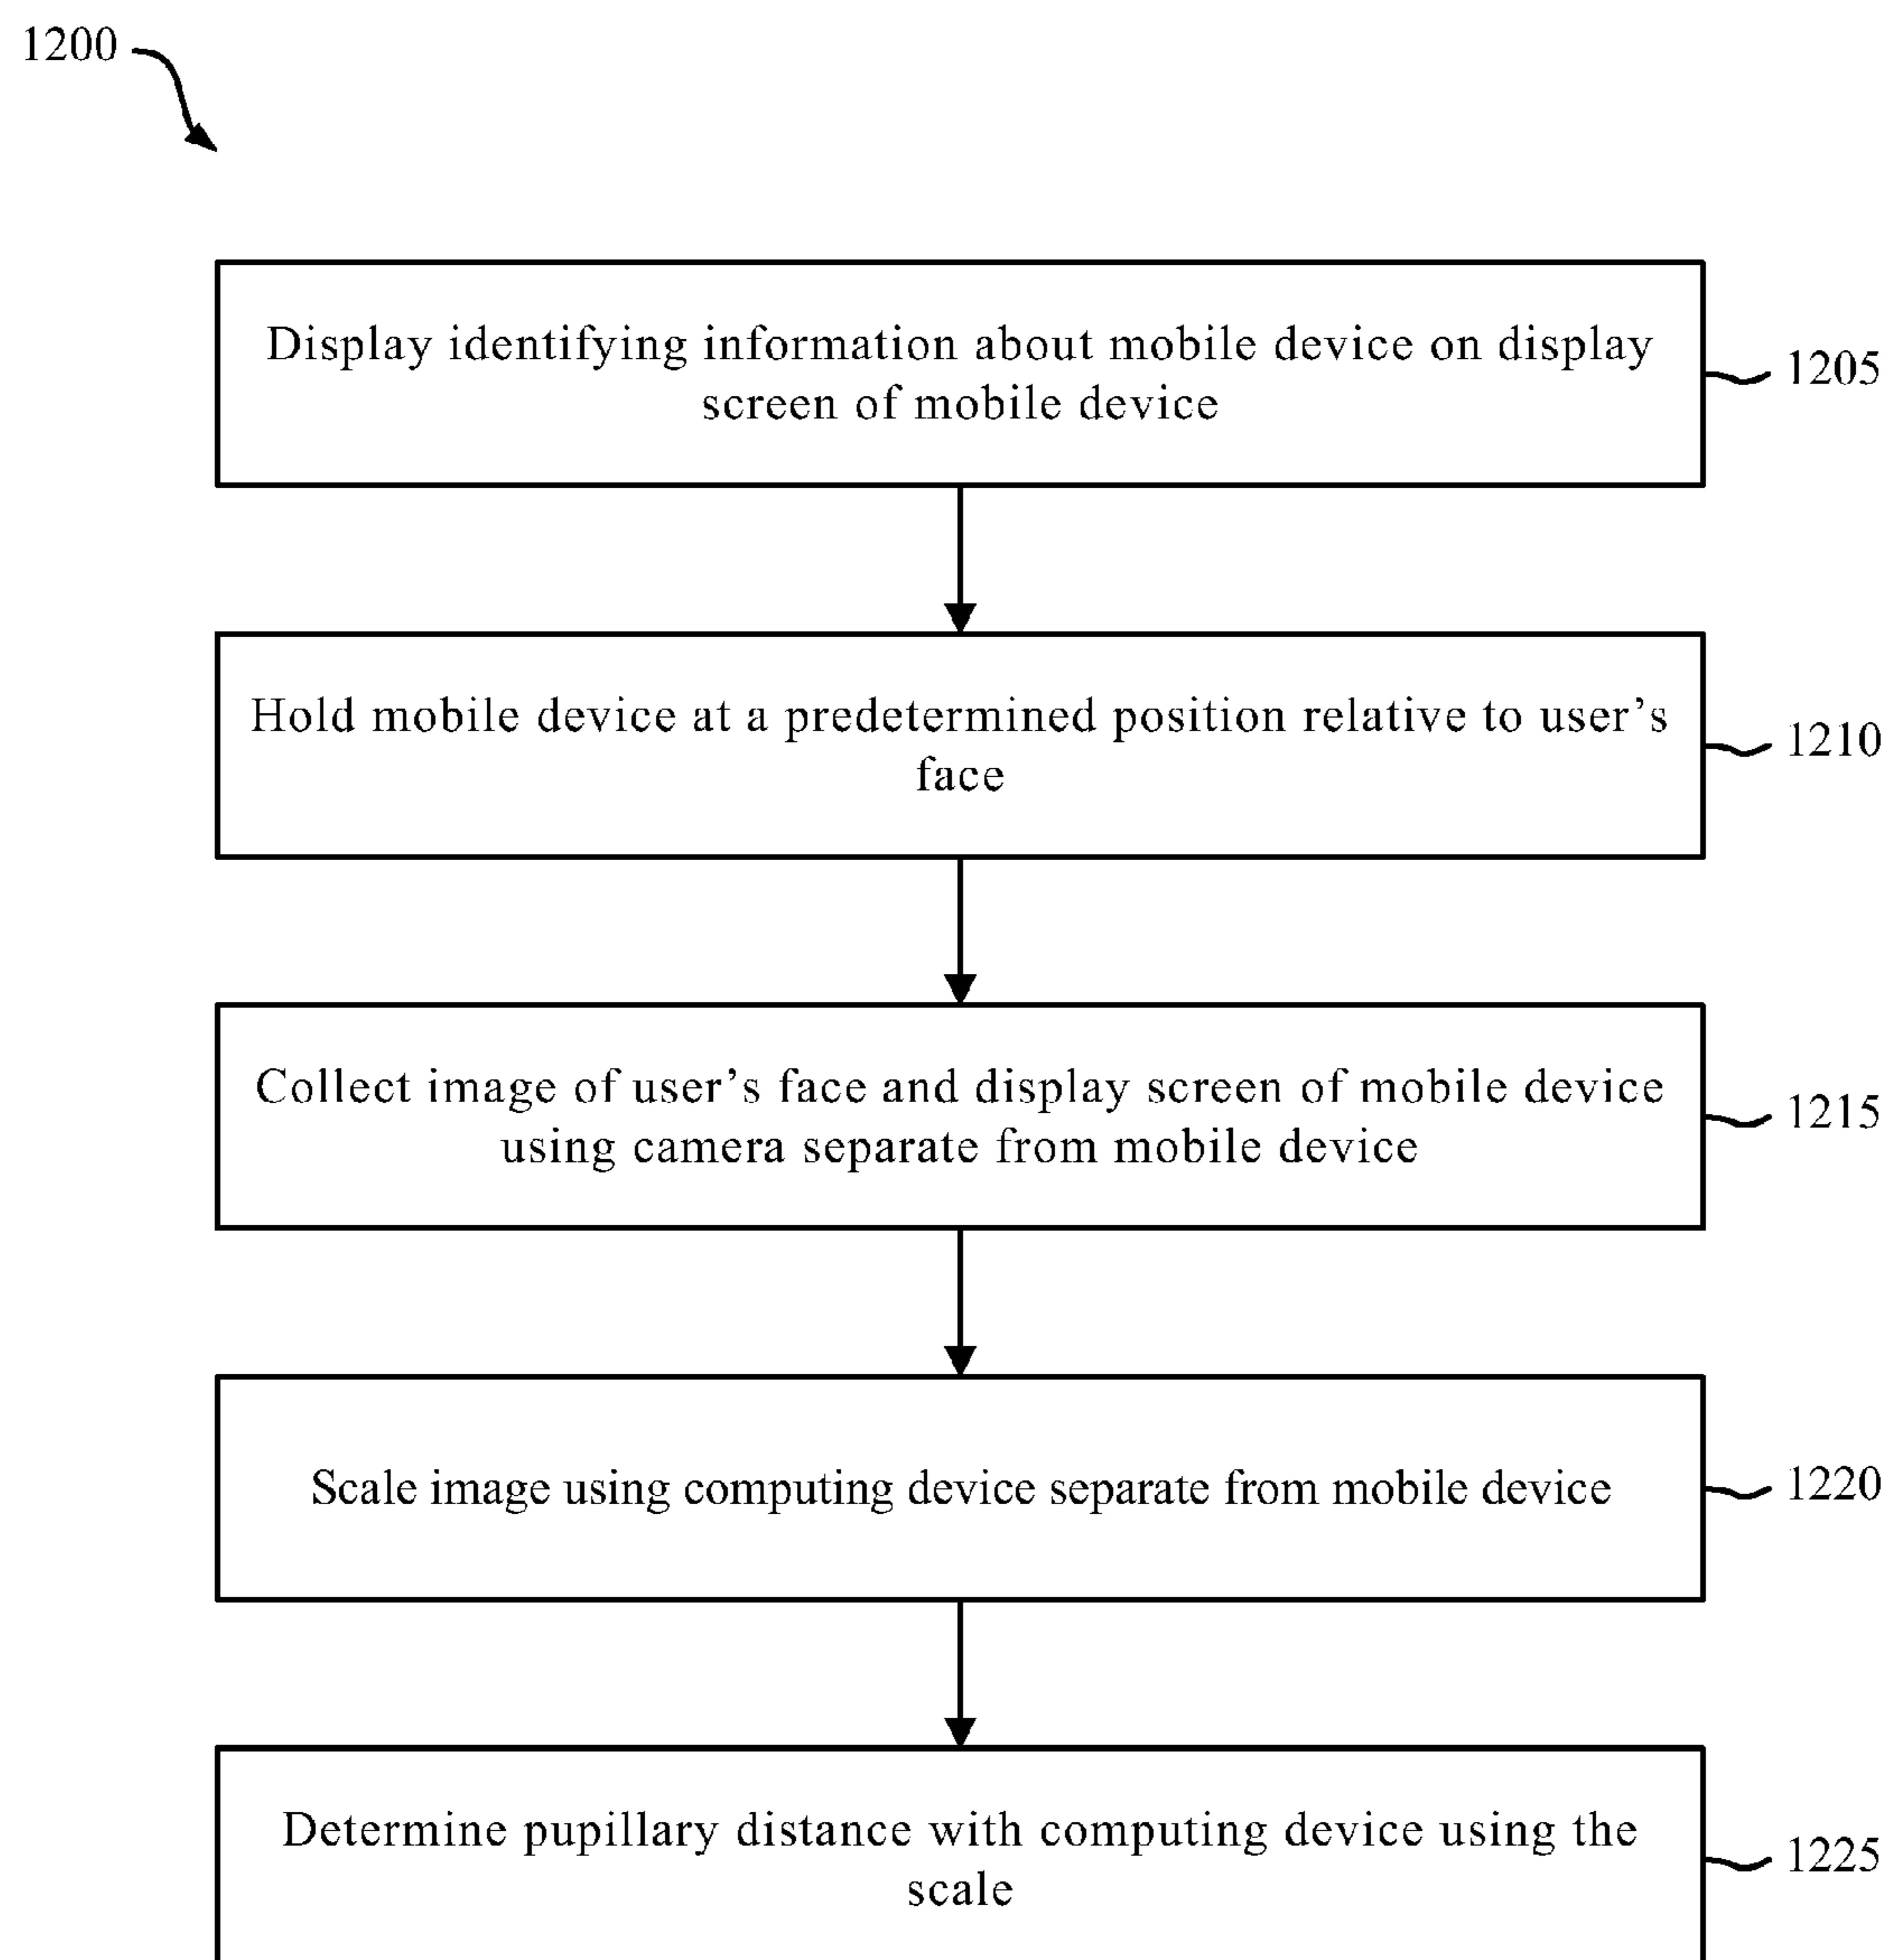 1200
Display identifying information about mobile device on display
screen of mobile device
1205
Hold mobile device at a predetermined position relative to user’s
face
1210
Collect image of user’s face and display screen of mobile device
using camera separate from mobile device
1215
Scale image using computing device separate from mobile device
1220
Determine pupillary distance with computing device using the
scale
1225